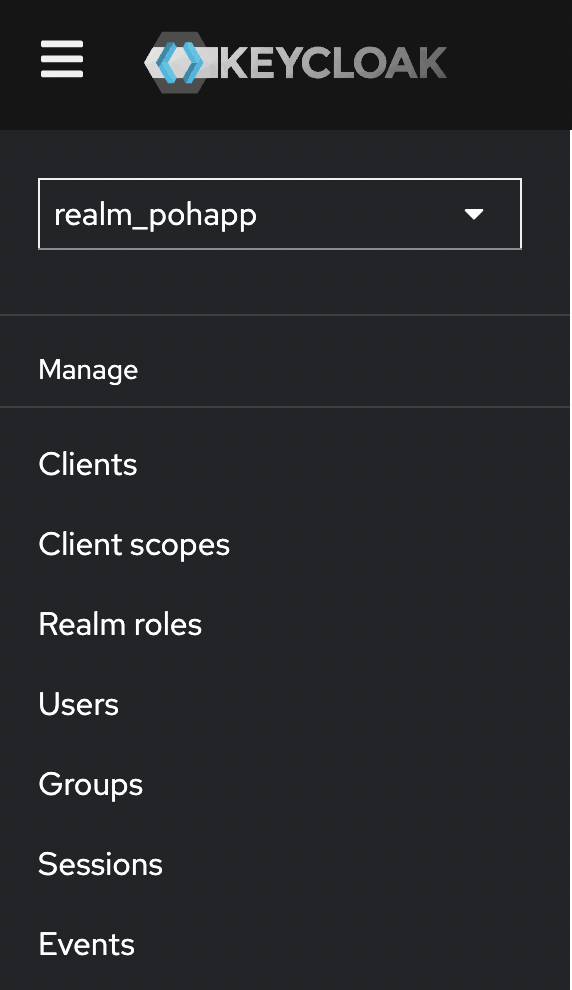 KEYCLOAK
realm_pohapp
Manage
Clients
Client scopes
Realm roles
Users
Groups
Sessions
Events